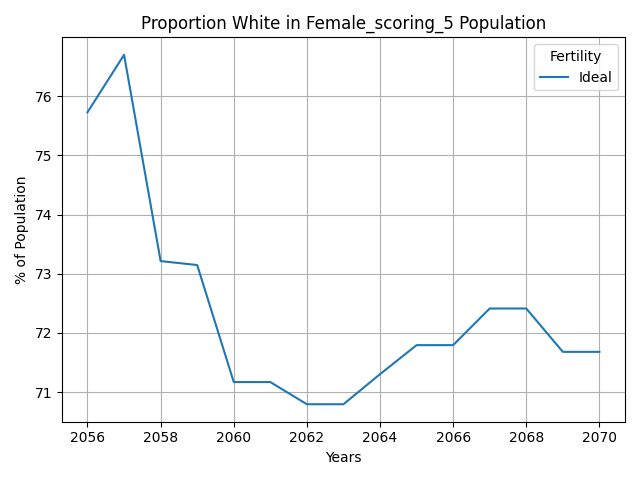 Proportion White in Female_scoring_5 Population
Fertility
Ideal
% of Population
76
75
74
73
72
71
2056 2058 2060 2062 2064 2066 2068 2070
Years